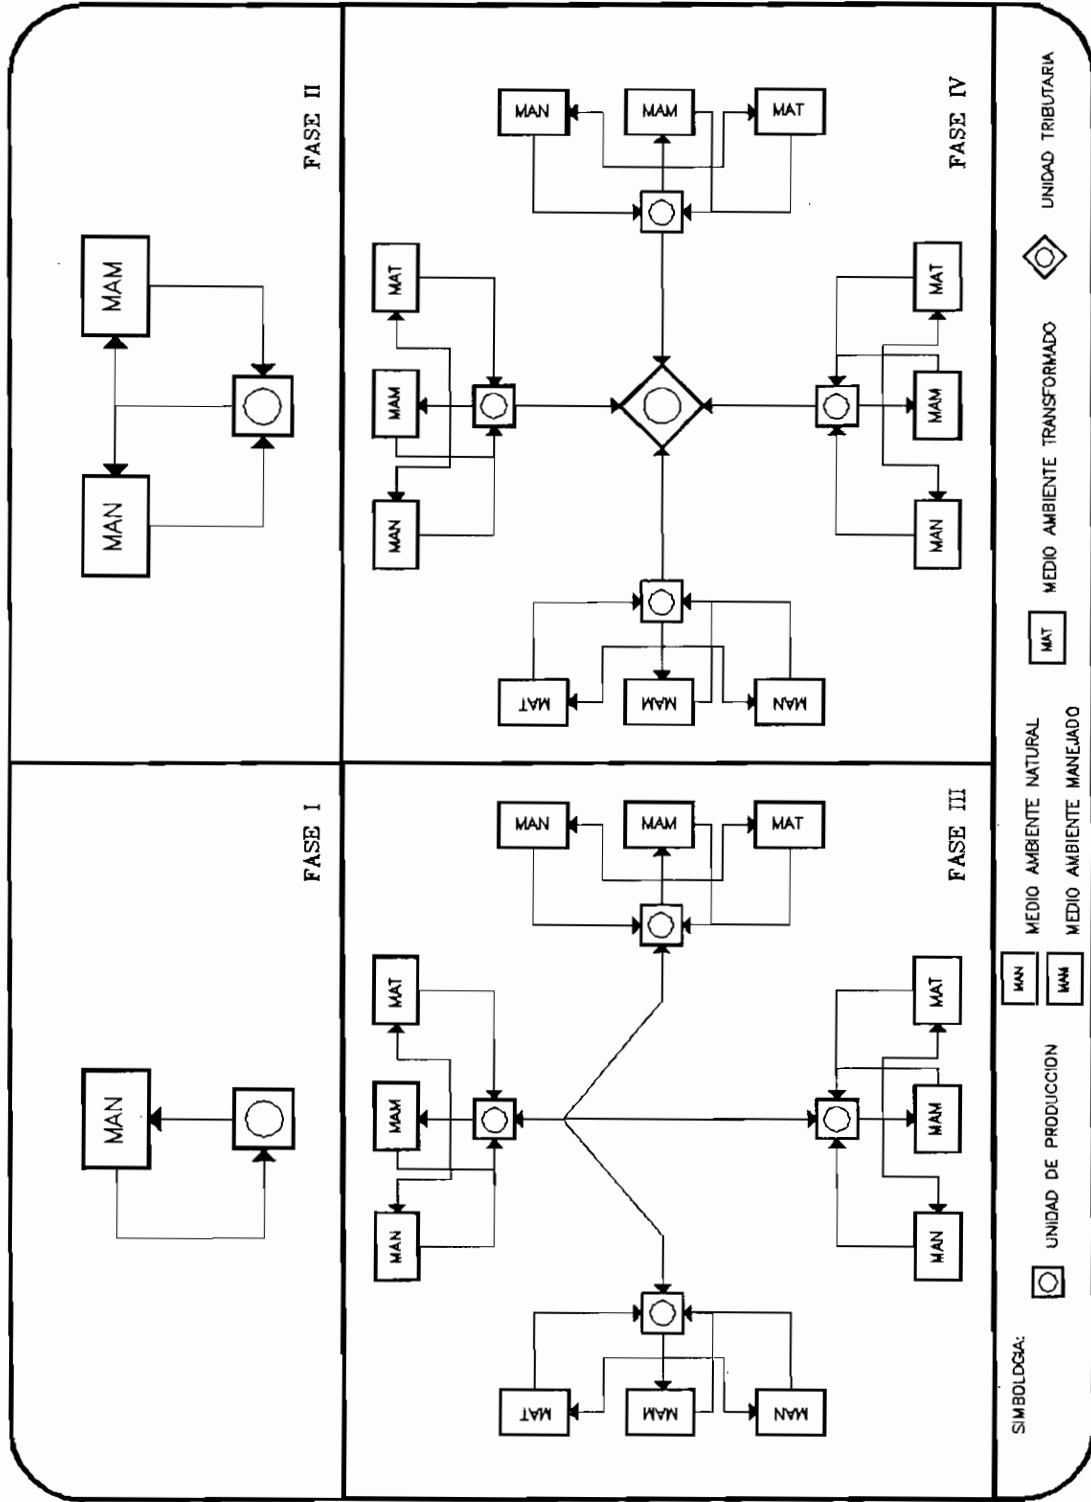 MAN
FASE I
MAN
MAM
FASE II
MAN
MAM
MAT
MAT
MAM
MAN
MAN
MAM
MAT
MAN
MAM
MAT
FASE III
MAN
MAM
MAT
MAT
MAM
MAN
MAN
MAM
MAT
MAN
MAM
MAT
FASE IV
SIMBOLOGIA:
UNIDAD DE PRODUCCION
MAN MEDIO AMBIENTE NATURAL
MAM MEDIO AMBIENTE MANEJADO
MAT MEDIO AMBIENTE TRANSFORMADO
UNIDAD TRIBUTARIA